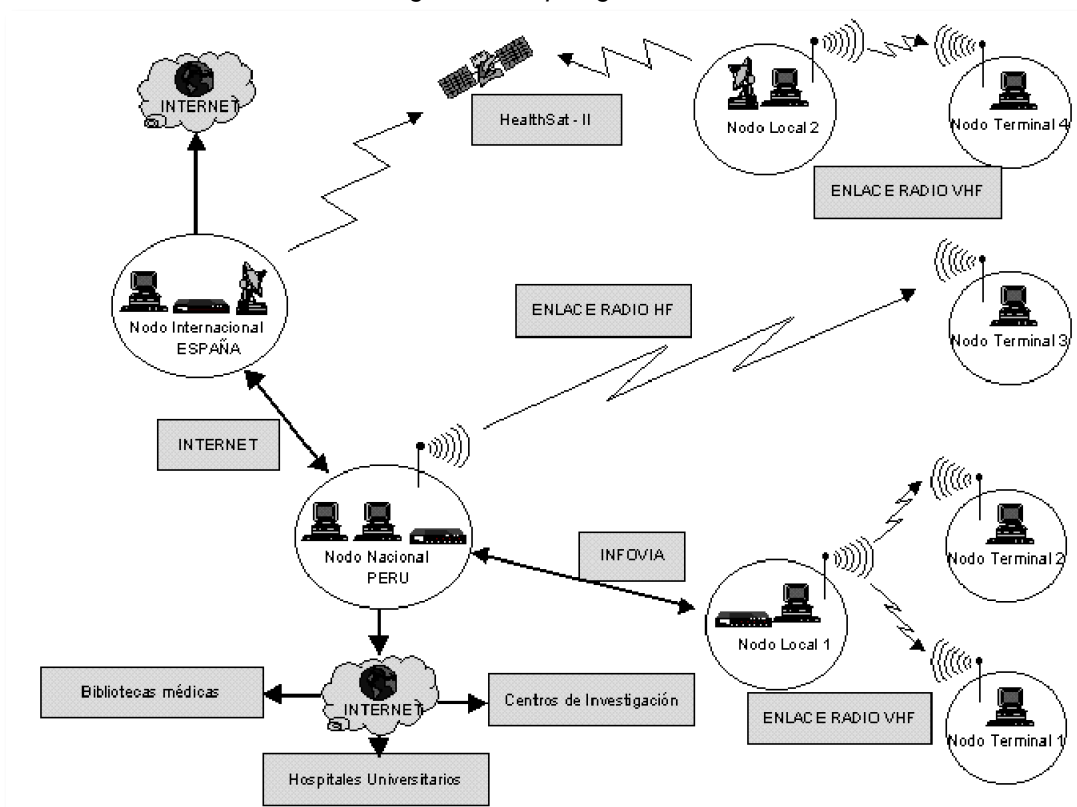 INTERNET
HealthSat - II
Nodo Local 2
Nodo Terminal 4
ENLACE RADIO VHF
Nodo Internacional
ESPAÑA
ENLACE RADIO HF
Nodo Terminal 3
INTERNET
Nodo Nacional
PERU
INFOVIA
Nodo Terminal 2
Nodo Local 1
Bibliotecas médicas
INTERNET
Centros de Investigación
ENLACE RADIO VHF
Nodo Terminal 1
Hospitales Universitarios